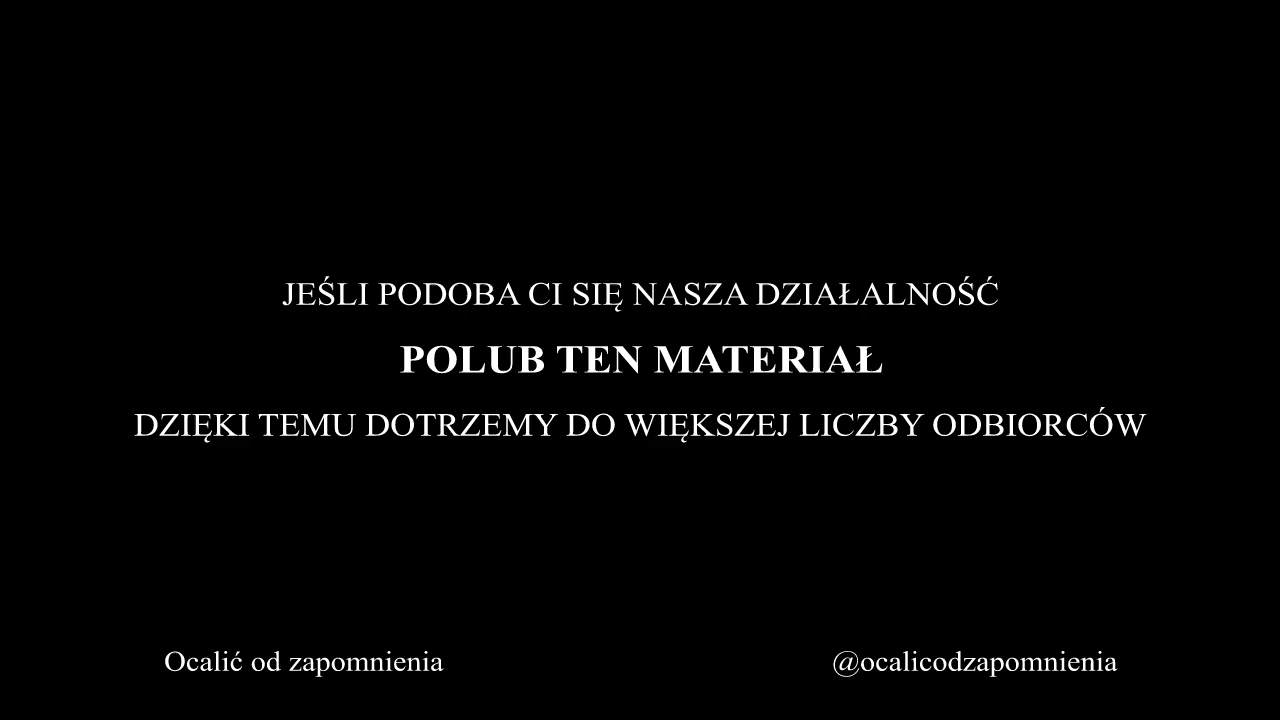 JEŚLI PODOBA CI SIĘ NASZA DZIAŁALNOŚĆ
POLUB TEN MATERIAŁ
DZIĘKI TEMU DOTRZEMY DO WIĘKSZEJ LICZBY ODBIORCÓW
Ocalić od zapomnienia
@ocalicodzapomnienia